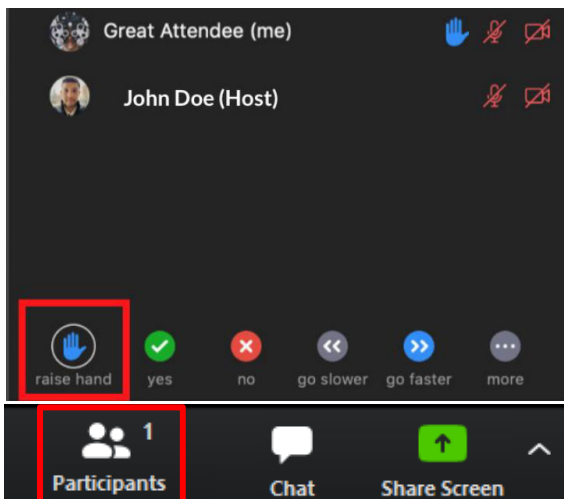 Great Attendee (me)
John Doe (Host)
raise hand yes no go slower go faster more
1
Participants Chat Share Screen